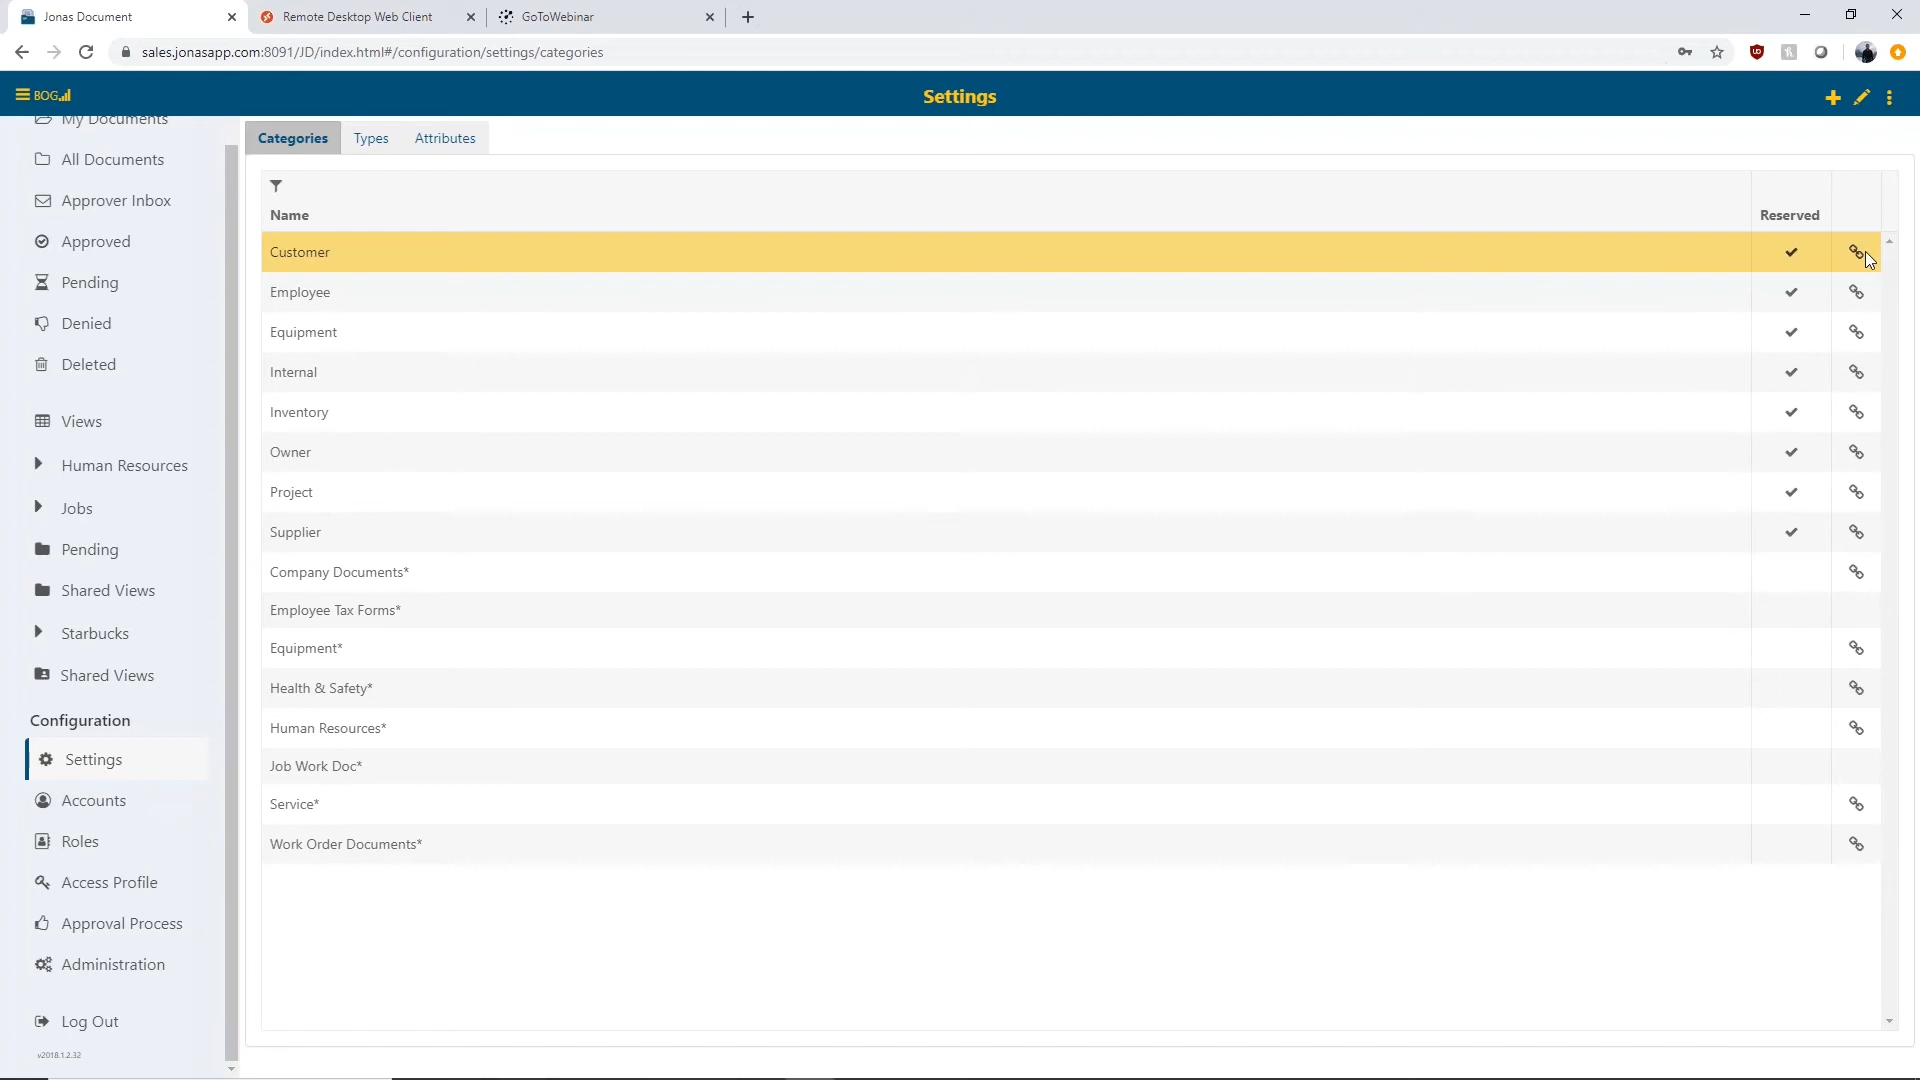 Jonas Document
Remote Desktop Web Client
GoToWebinar
sales.jonasapp.com:8091/JD/index.html#/configuration/settings/categories
BOG
Settings
My Documents
All Documents
Approver Inbox
Approved
Pending
Denied
Deleted
Views
Human Resources
Jobs
Pending
Shared Views
Starbucks
Shared Views
Configuration
Settings
Accounts
Roles
Access Profile
Approval Process
Administration
Log Out
v2018.1.2.32
Categories Types Attributes
Name Reserved
Customer
Employee
Equipment
Internal
Inventory
Owner
Project
Supplier
Company Documents*
Employee Tax Forms*
Equipment*
Health & Safety*
Human Resources*
Job Work Doc*
Service*
Work Order Documents*